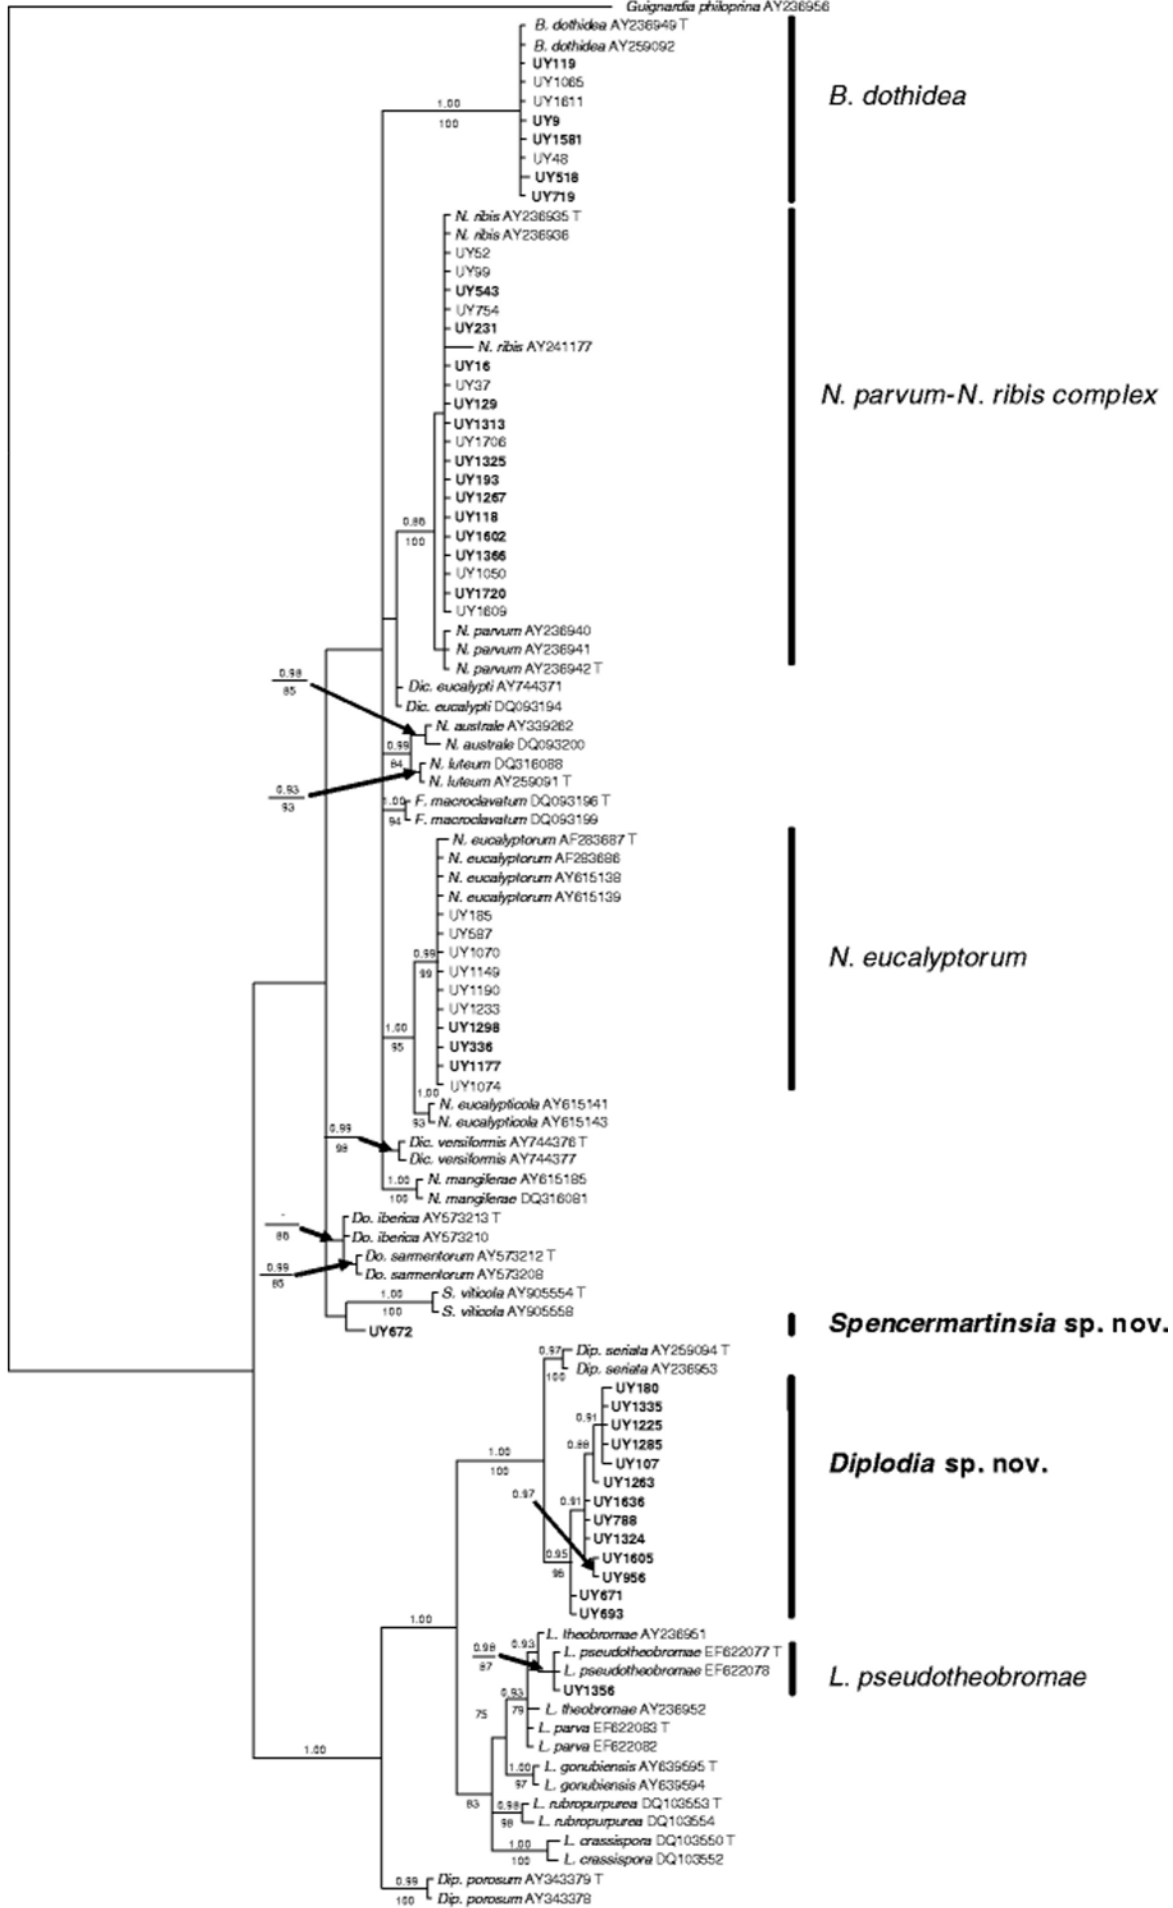 Guignardia philoprina AY236956
B. dothidea AY236949 T
B. dothidea AY259092
UY119
UY1065
B. dothidea
UY1611
1.00
UY9
100
UY1581
UY48
UY518
UY719
N. ribis AY236935 T
N. ribis AY236936
UY52
UY99
UY543
UY754
UY231
N. ribis AY241177
UY16
UY37
N. parvum-N. ribis complex
UY129
UY1313
UY1706
UY1325
UY193
UY1267
UY118
0.88
UY1602
100
UY1366
UY1050
UY1720
UY1609
N. parvum AY236940
N. parvum AY236941
N. parvum AY236942 T
0.98
85
Dic. eucalypti AY744371
Dic. eucalypti DQ093194
N. australe AY339262
N. australe DQ093200
0.99
84
N. luteum DQ316088
N. luteum AY259091 T
0.93
93
F. macroclavatum DQ093196 T
1.00
94
F. macroclavatum DQ093199
N. eucalyptorum AF283687 T
N. eucalyptorum AF283686
N. eucalyptorum AY615138
N. eucalyptorum AY615139
UY185
UY587
UY1070
0.99
99
N. eucalyptorum
UY1149
UY1190
UY1233
UY1298
1.00
95
UY336
UY1177
UY1074
1.00
93
N. eucalypticola AY615141
N. eucalypticola AY615143
0.99
98
Dic. versiformis AY744376 T
Dic. versiformis AY744377
N. mangiferae AY615185
1.00
100
N. mangiferae DQ316081
Do. iberica AY573213 T
-
88
Do. iberica AY573210
Do. sarmentorum AY573212 T
0.99
85
Do. sarmentorum AY573208
S. viticola AY905554 T
1.00
100
S. viticola AY905558
UY672
Spencermartinsia sp. nov.
0.97
100
Dip. seriata AY259094 T
Dip. seriata AY236953
UY180
UY1335
0.91
UY1225
0.88
UY1285
1.00
100
UY107
Diplodia sp. nov.
UY1263
0.97
0.91
UY1636
UY788
UY1324
0.95
96
UY1605
UY956
UY671
UY693
1.00
L. theobromae AY236951
0.93
0.98
87
L. pseudotheobromae EF622077 T
L. pseudotheobromae EF622078
L. pseudotheobromae
UY1356
0.93
79
75
L. theobromae AY236952
L. parva EF622083 T
L. parva EF622082
1.00
1.00
97
L. gonubiensis AY639595 T
L. gonubiensis AY639594
83
0.98
98
L. rubropurpurea DQ103553 T
L. rubropurpurea DQ103554
1.00
100
L. crassispora DQ103550 T
L. crassispora DQ103552
0.99
100
Dip. porosum AY343379 T
Dip. porosum AY343378